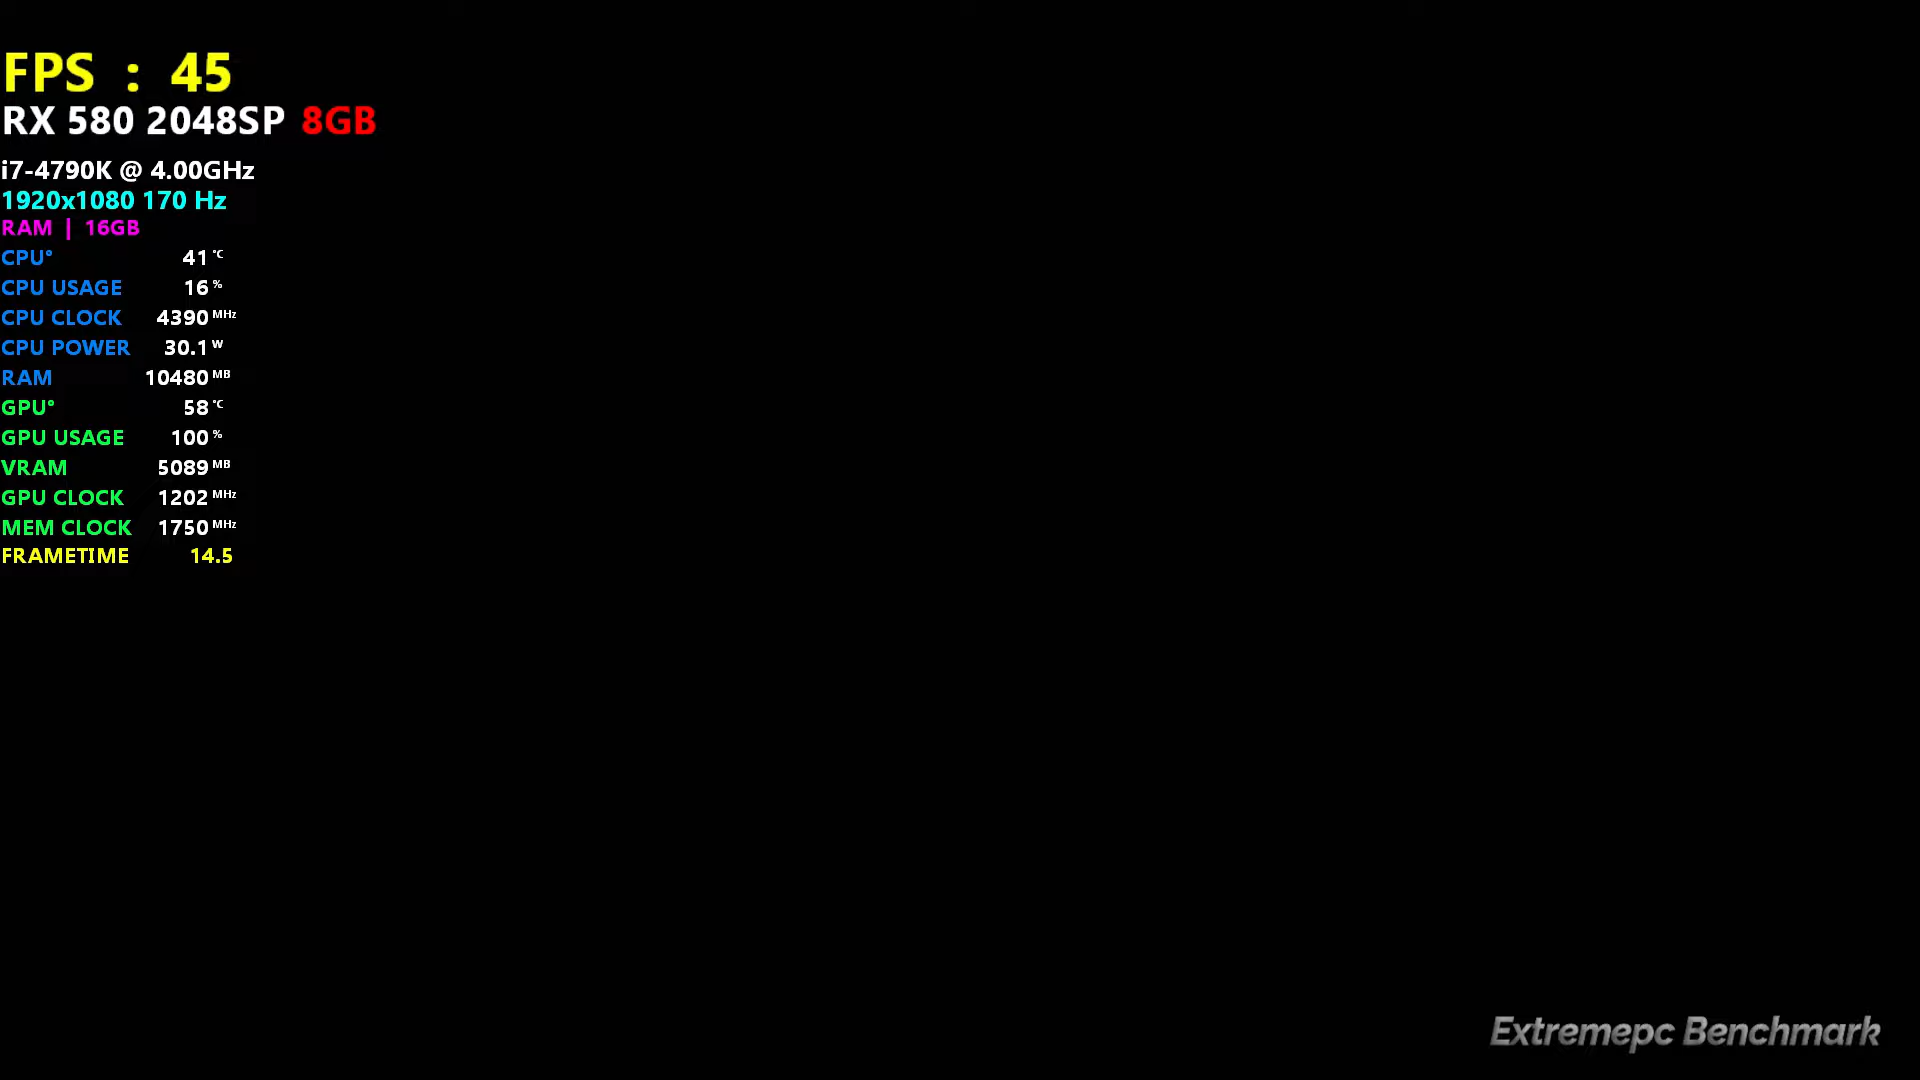 FPS : 45
RX 580 2048SP 8GB
i7-4790K @ 4.00GHz
1920x1080 170 Hz
RAM | 16GB
CPU° 41 °C
CPU USAGE 16 %
CPU CLOCK 4390 MHz
CPU POWER 30.1 W
RAM 10480 MB
GPU° 58 °C
GPU USAGE 100 %
VRAM 5089 MB
GPU CLOCK 1202 MHz
MEM CLOCK 1750 MHz
FRAMETIME 14.5
Extremepc Benchmark